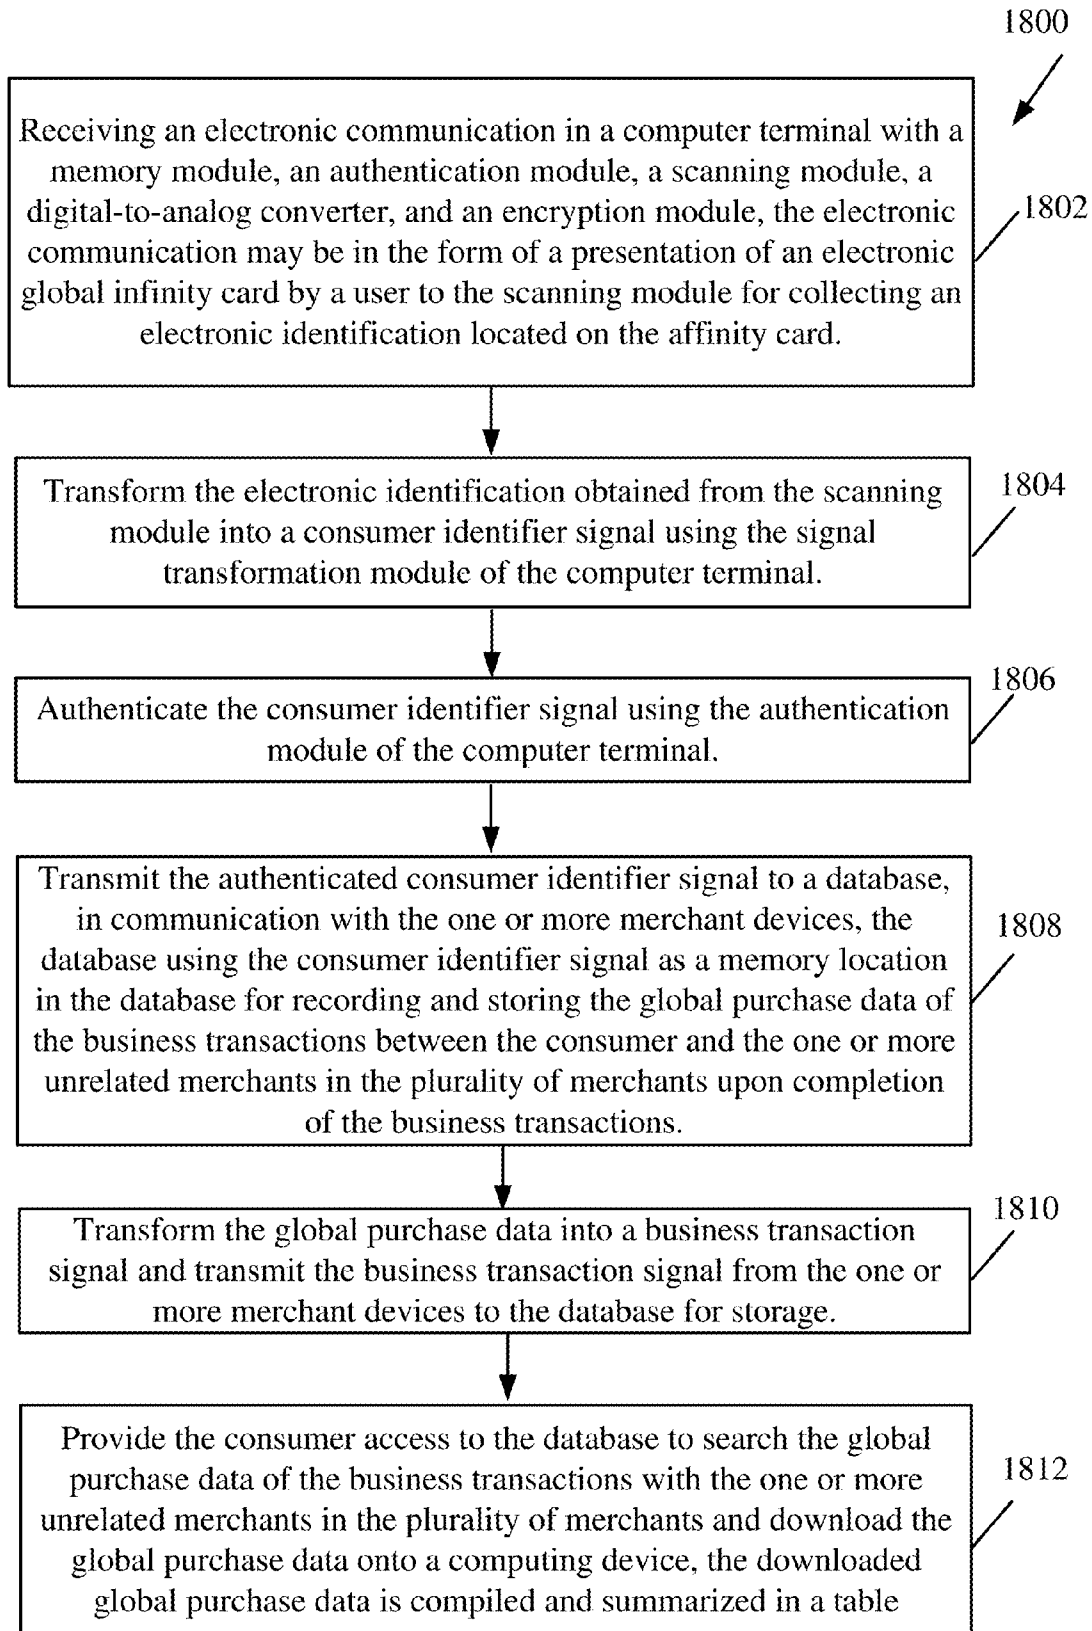 1800
Receiving an electronic communication in a computer terminal with a
memory module, an authentication module, a scanning module, a
digital-to-analog converter, and an encryption module, the electronic
communication may be in the form of a presentation of an electronic
global infinity card by a user to the scanning module for collecting an
electronic identification located on the affinity card.
1802
Transform the electronic identification obtained from the scanning
module into a consumer identifier signal using the signal
transformation module of the computer terminal.
1804
Authenticate the consumer identifier signal using the authentication
module of the computer terminal.
1806
Transmit the authenticated consumer identifier signal to a database,
in communication with the one or more merchant devices, the
database using the consumer identifier signal as a memory location
in the database for recording and storing the global purchase data of
the business transactions between the consumer and the one or more
unrelated merchants in the plurality of merchants upon completion
of the business transactions.
1808
Transform the global purchase data into a business transaction
signal and transmit the business transaction signal from the one or
more merchant devices to the database for storage.
1810
Provide the consumer access to the database to search the global
purchase data of the business transactions with the one or more
unrelated merchants in the plurality of merchants and download the
global purchase data onto a computing device, the downloaded
global purchase data is compiled and summarized in a table
1812